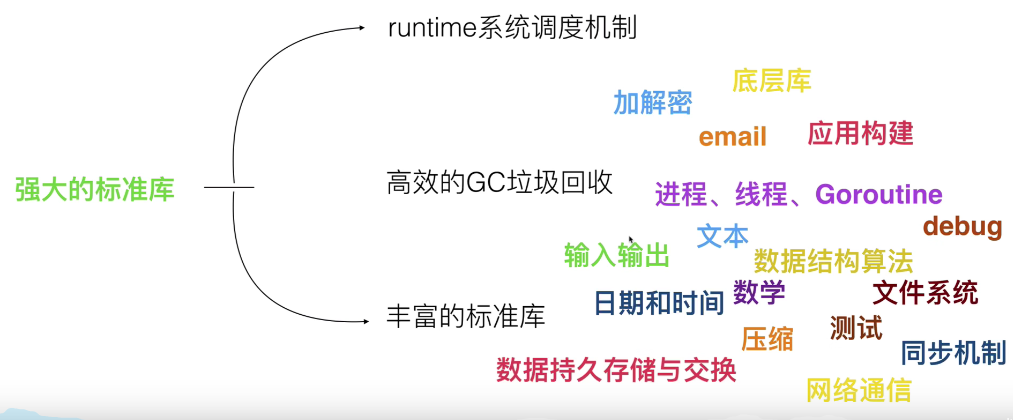 runtime系统调度机制
底层库
加解密
email
应用构建
强大的标准库
高效的GC垃圾回收
进程、线程、Goroutine
debug
文本
输入输出
数据结构算法
日期和时间
数学
文件系统
丰富的标准库
测试
压缩
同步机制
数据持久存储与交换
网络通信